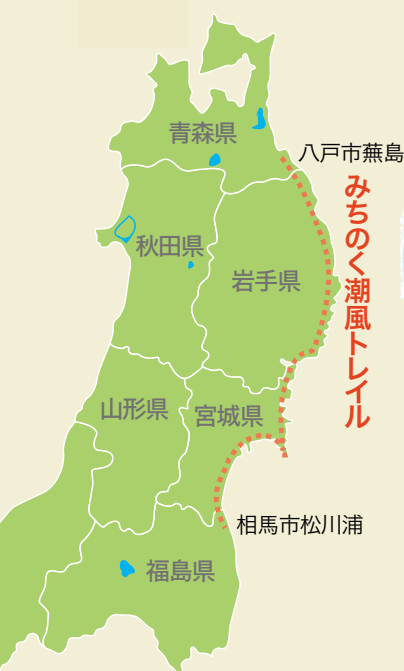 青森県
八戸市蕪島
みちのく潮風トレイル
秋田県
岩手県
山形県
宮城県
相馬市松川浦
福島県